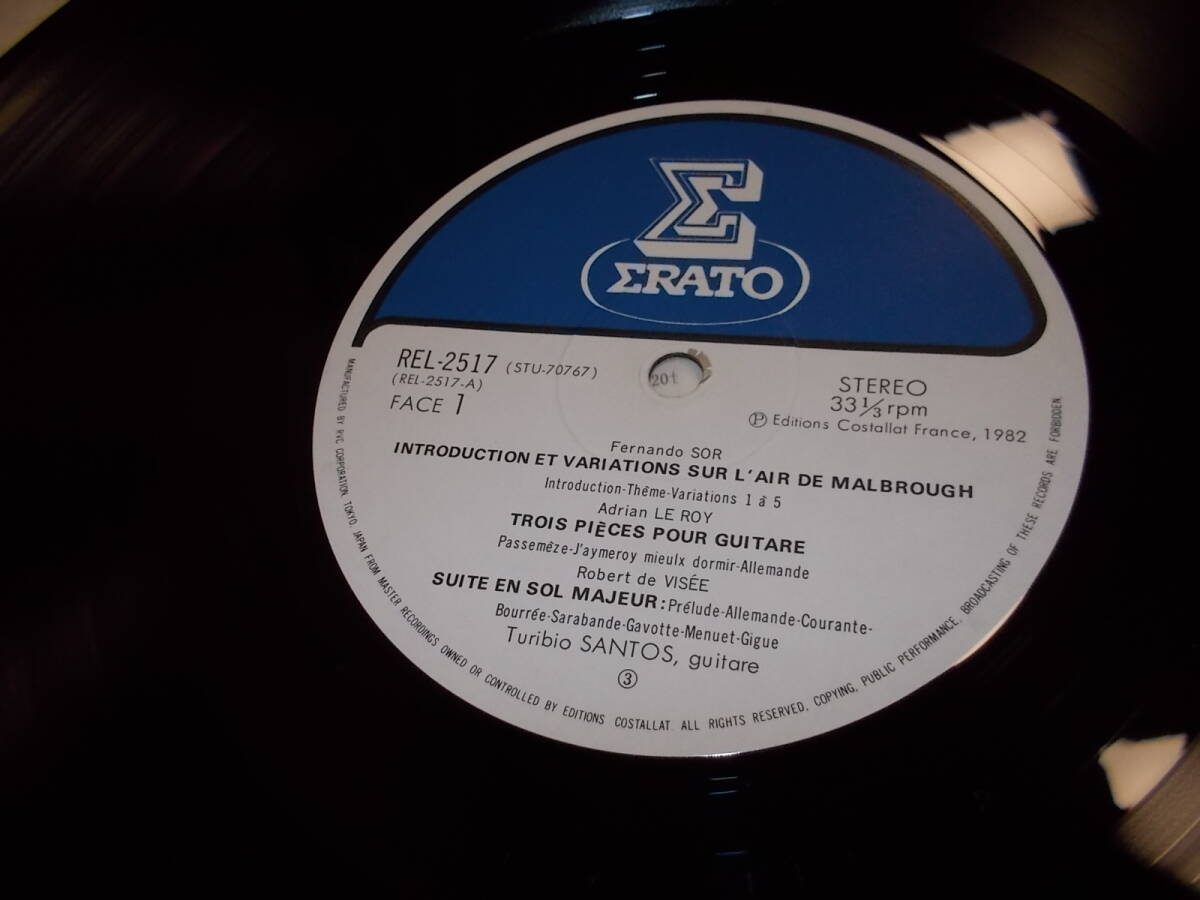 Σ
ΣRATO
REL-2517 (STU-70767)
(REL-2517-A)
FACE 1
201
STEREO
33 1/3 rpm
Ⓟ Editions Costallat France, 1982
Fernando SOR
INTRODUCTION ET VARIATIONS SUR L'AIR DE MALBROUGH
Introduction-Thême-Variations 1 â 5
Adrian LE ROY
TROIS PIÈCES POUR GUITARE
Passemêze-J'aymeroy mieulx dormir-Allemande
Robert de VISÉE
SUITE EN SOL MAJEUR: Prélude-Allemande-Courante-
Bourrée-Sarabande-Gavotte-Menuet-Gigue
Turibio SANTOS, guitare
③
MANUFACTURED BY RVC CORPORATION, TOKYO, JAPAN FROM MASTER RECORDINGS OWNED OR CONTROLLED BY EDITIONS COSTALLAT. ALL RIGHTS RESERVED, COPYING, PUBLIC PERFORMANCE, BROADCASTING OF THESE RECORDS ARE FORBIDDEN.